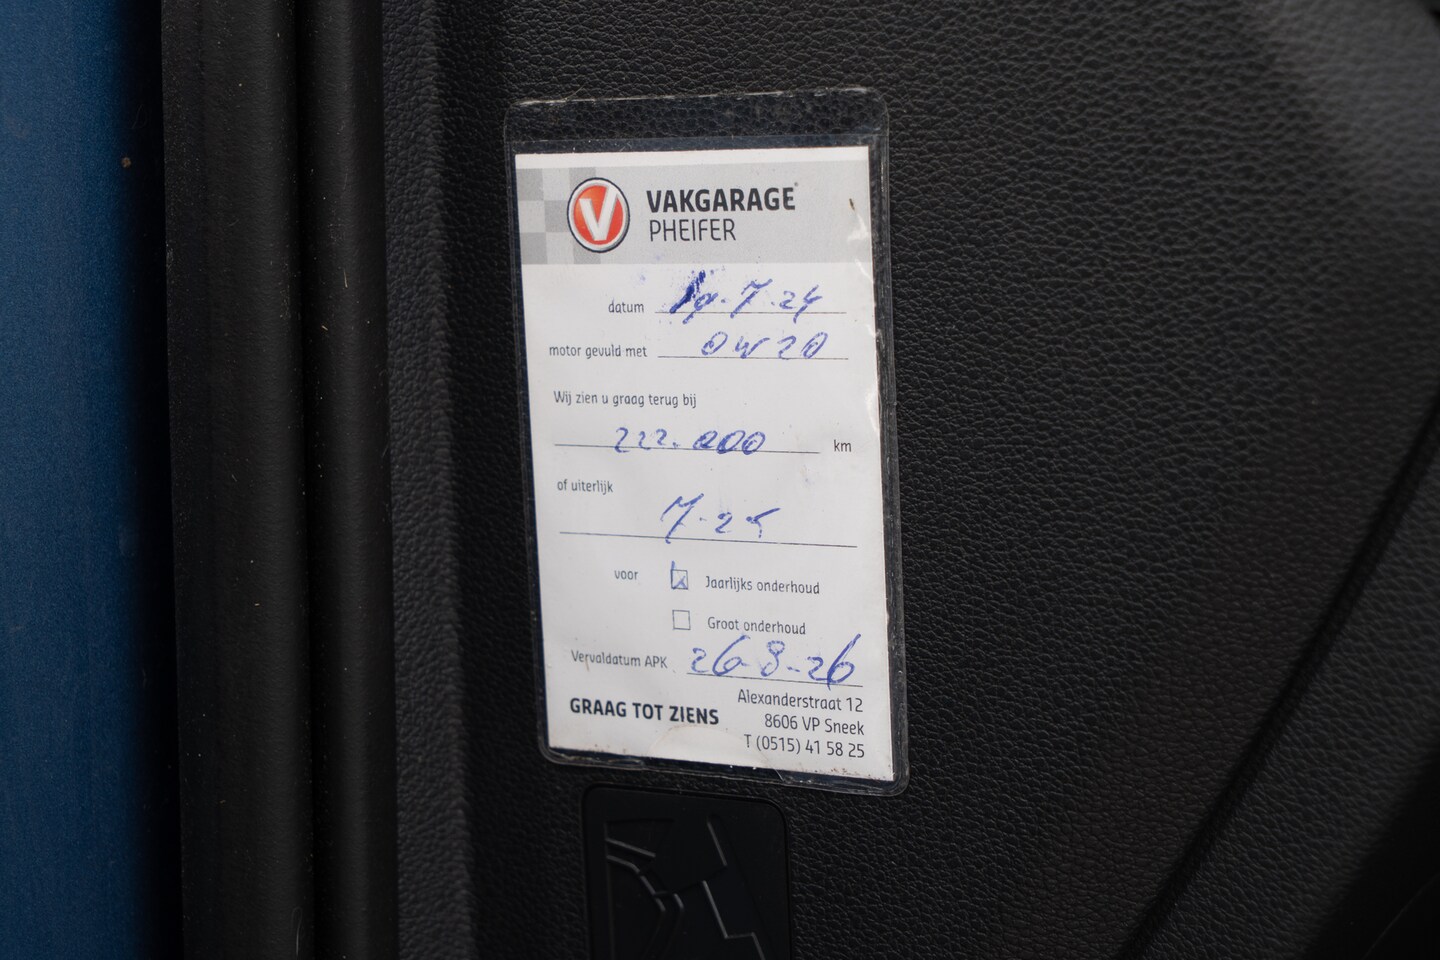 V VAKGARAGE
PHEIFER
datum 19-7-24
motor gevuld met 0W20
Wij zien u graag terug bij
222.000 km
of uiterlijk
7-25
voor Jaarlijks onderhoud
Groot onderhoud
Vervaldatum APK 26-8-26
GRAAG TOT ZIENS
Alexanderstraat 12
8606 VP Sneek
T (0515) 41 58 25